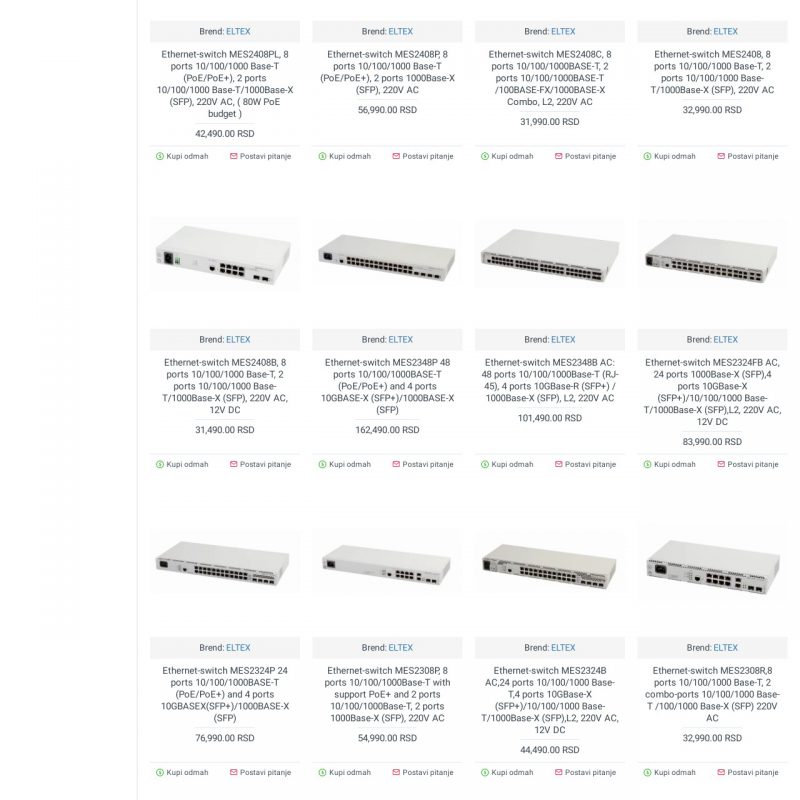 Brend: ELTEX
Ethernet-switch MES2408PL, 8
ports 10/100/1000 Base-T
(PoE/PoE+), 2 ports
10/100/1000 Base-T/1000Base-X
(SFP), 220V AC, ( 80W PoE
budget )
42,490.00 RSD
Kupi odmah
Postavi pitanje
Brend: ELTEX
Ethernet-switch MES2408P, 8
ports 10/100/1000 Base-T
(PoE/PoE+), 2 ports 1000Base-X
(SFP), 220V AC
56,990.00 RSD
Kupi odmah
Postavi pitanje
Brend: ELTEX
Ethernet-switch MES2408C, 8
ports 10/100/1000BASE-T, 2
ports 10/100/1000BASE-T
/100BASE-FX/1000BASE-X
Combo, L2, 220V AC
31,990.00 RSD
Kupi odmah
Postavi pitanje
Brend: ELTEX
Ethernet-switch MES2408, 8
ports 10/100/1000 Base-T, 2
ports 10/100/1000 Base-
T/1000Base-X (SFP), 220V AC
32,990.00 RSD
Kupi odmah
Postavi pitanje
Brend: ELTEX
Ethernet-switch MES2408B, 8
ports 10/100/1000 Base-T, 2
ports 10/100/1000 Base-
T/1000Base-X (SFP), 220V AC,
12V DC
31,490.00 RSD
Kupi odmah
Postavi pitanje
Brend: ELTEX
Ethernet-switch MES2348P 48
ports 10/100/1000BASE-T
(PoE/PoE+) and 4 ports
10GBASE-X (SFP+)/1000BASE-X
(SFP)
162,490.00 RSD
Kupi odmah
Postavi pitanje
Brend: ELTEX
Ethernet-switch MES2348B AC:
48 ports 10/100/1000Base-T (RJ-
45), 4 ports 10GBase-R (SFP+) /
1000Base-X (SFP), L2, 220V AC
101,490.00 RSD
Kupi odmah
Postavi pitanje
Brend: ELTEX
Ethernet-switch MES2324FB AC,
24 ports 1000Base-X (SFP),4
ports 10GBase-X
(SFP+)/10/100/1000 Base-
T/1000Base-X (SFP),L2, 220V AC,
12V DC
83,990.00 RSD
Kupi odmah
Postavi pitanje
Brend: ELTEX
Ethernet-switch MES2324P 24
ports 10/100/1000BASE-T
(PoE/PoE+) and 4 ports
10GBASEX(SFP+)/1000BASE-X
(SFP)
76,990.00 RSD
Kupi odmah
Postavi pitanje
Brend: ELTEX
Ethernet-switch MES2308P, 8
ports 10/100/1000Base-T with
support PoE+ and 2 ports
10/100/1000Base-T, 2 ports
1000Base-X (SFP), 220V AC
54,990.00 RSD
Kupi odmah
Postavi pitanje
Brend: ELTEX
Ethernet-switch MES2324B
AC,24 ports 10/100/1000 Base-
T,4 ports 10GBase-X
(SFP+)/10/100/1000 Base-
T/1000Base-X (SFP),L2, 220V AC,
12V DC
44,490.00 RSD
Kupi odmah
Postavi pitanje
Brend: ELTEX
Ethernet-switch MES2308R,8
ports 10/100/1000 Base-T, 2
combo-ports 10/100/1000 Base-
T /100/1000 Base-X (SFP) 220V
AC
32,990.00 RSD
Kupi odmah
Postavi pitanje